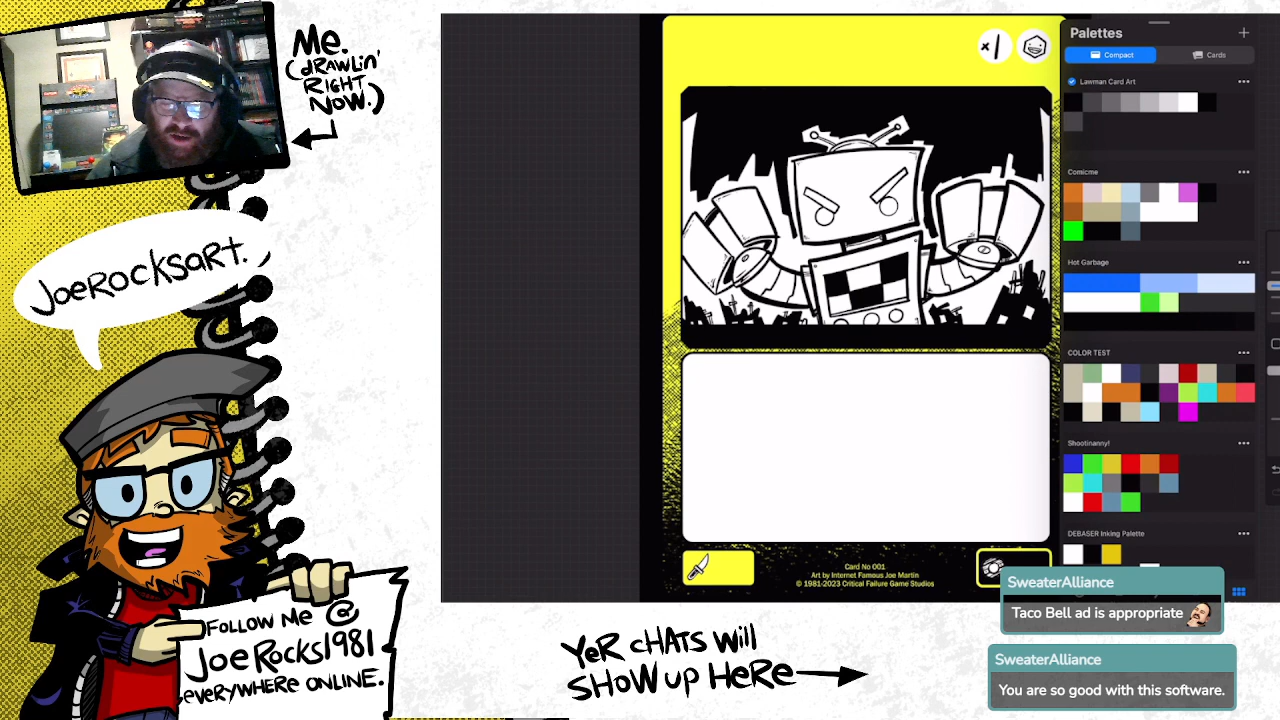 Me.
(dRAWLIN'
RIGHT
NOW.)
JoeRocksart.
FOLLOW Me @
JoeRocks1981
EVERYWHERE ONLINE.
x1
Card No 001
Art by Internet Famous Joe Martin
© 1981-2023 Critical Failure Game Studios
Palettes
Compact
Cards
Lawman Card Art
Comicme
Hot Garbage
COLOR TEST
Shootinanny!
DEBASER Inking Palette
YeR cHATS Will
SHOW up HeRe
SweaterAlliance
Taco Bell ad is appropriate
SweaterAlliance
You are so good with this software.